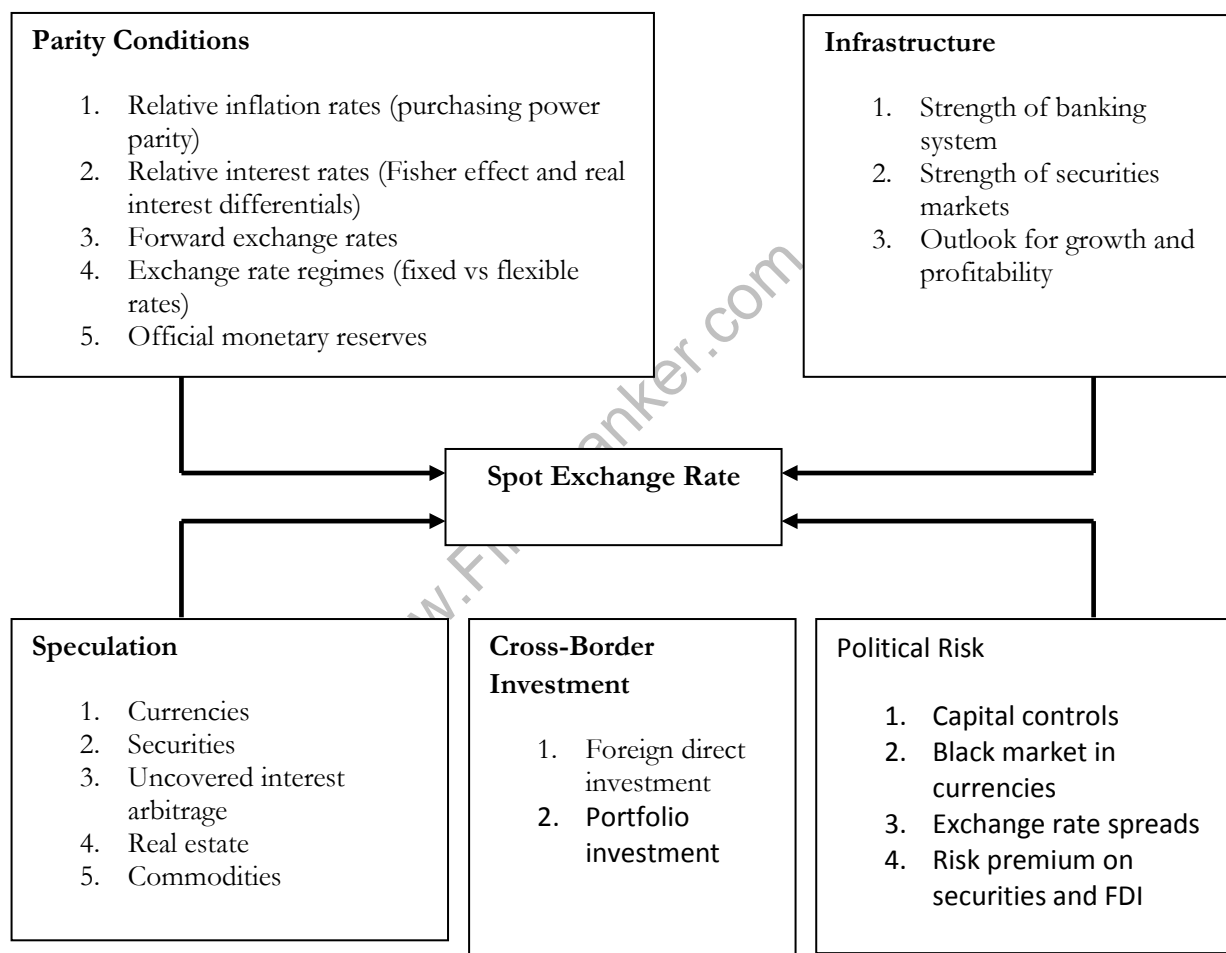 Parity Conditions
1. Relative inflation rates (purchasing power
parity)
2. Relative interest rates (Fisher effect and real
interest differentials)
3. Forward exchange rates
4. Exchange rate regimes (fixed vs flexible
rates)
5. Official monetary reserves
Infrastructure
1. Strength of banking
system
2. Strength of securities
markets
3. Outlook for growth and
profitability
Spot Exchange Rate
Speculation
1. Currencies
2. Securities
3. Uncovered interest
arbitrage
4. Real estate
5. Commodities
Cross-Border
Investment
1. Foreign direct
investment
2. Portfolio
investment
Political Risk
1. Capital controls
2. Black market in
currencies
3. Exchange rate spreads
4. Risk premium on
securities and FDI